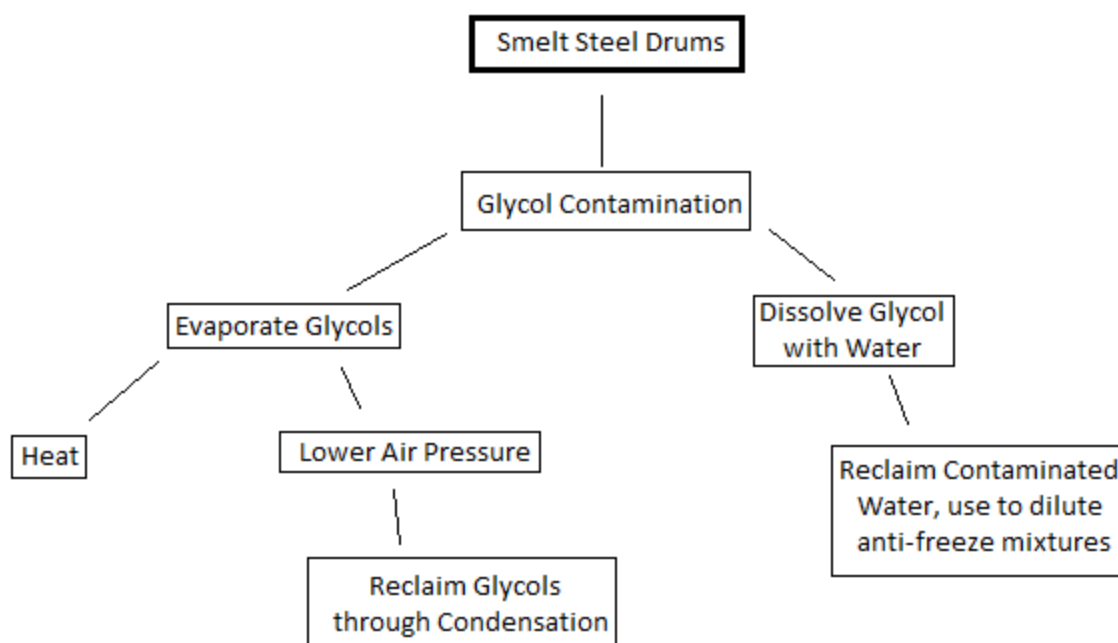 Smelt Steel Drums
Glycol Contamination
Evaporate Glycols
Dissolve Glycol
with Water
Heat
Lower Air Pressure
Reclaim Contaminated
Water, use to dilute
anti-freeze mixtures
Reclaim Glycols
through Condensation